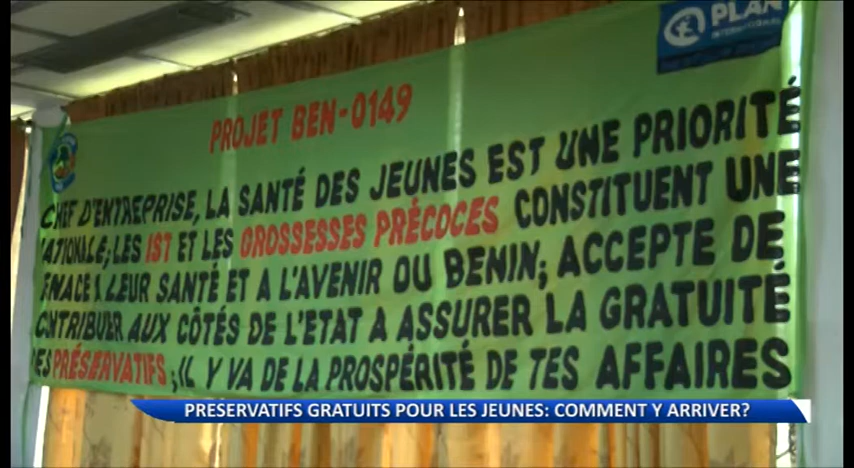 PLAN
INTERNATIONAL
PROJET BEN-0149
CHEF D'ENTREPRISE, LA SANTÉ DES JEUNES EST UNE PRIORITÉ
NATIONALE; LES IST ET LES GROSSESSES PRÉCOCES CONSTITUENT UNE
MENACE À LEUR SANTÉ ET A L'AVENIR DU BENIN; ACCEPTE DE
CONTRIBUER AUX CÔTÉS DE L'ETAT A ASSURER LA GRATUITÉ
DES PRÉSERVATIFS ; IL Y VA DE LA PROSPÉRITÉ DE TES AFFAIRES
PRESERVATIFS GRATUITS POUR LES JEUNES: COMMENT Y ARRIVER?